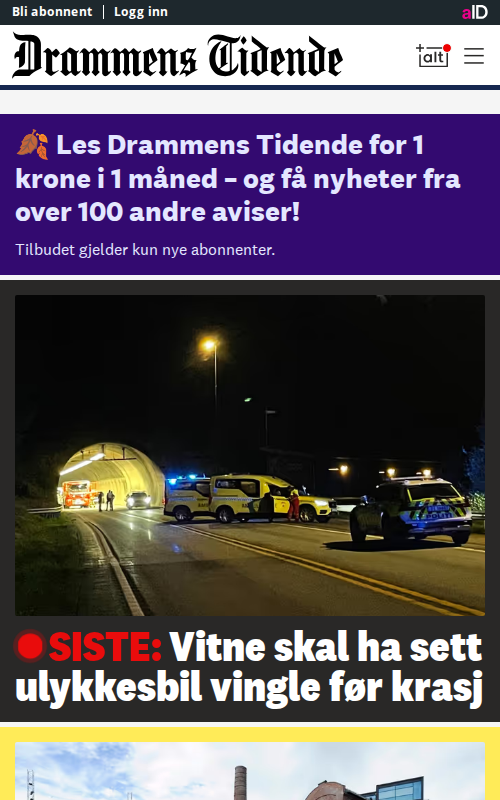 Bli abonnent | Logg inn
aID
Drammens Tidende
+alt
🍂 Les Drammens Tidende for 1
krone i 1 måned – og få nyheter fra
over 100 andre aviser!
Tilbudet gjelder kun nye abonnenter.
SISTE: Vitne skal ha sett
ulykkesbil vingle før krasj